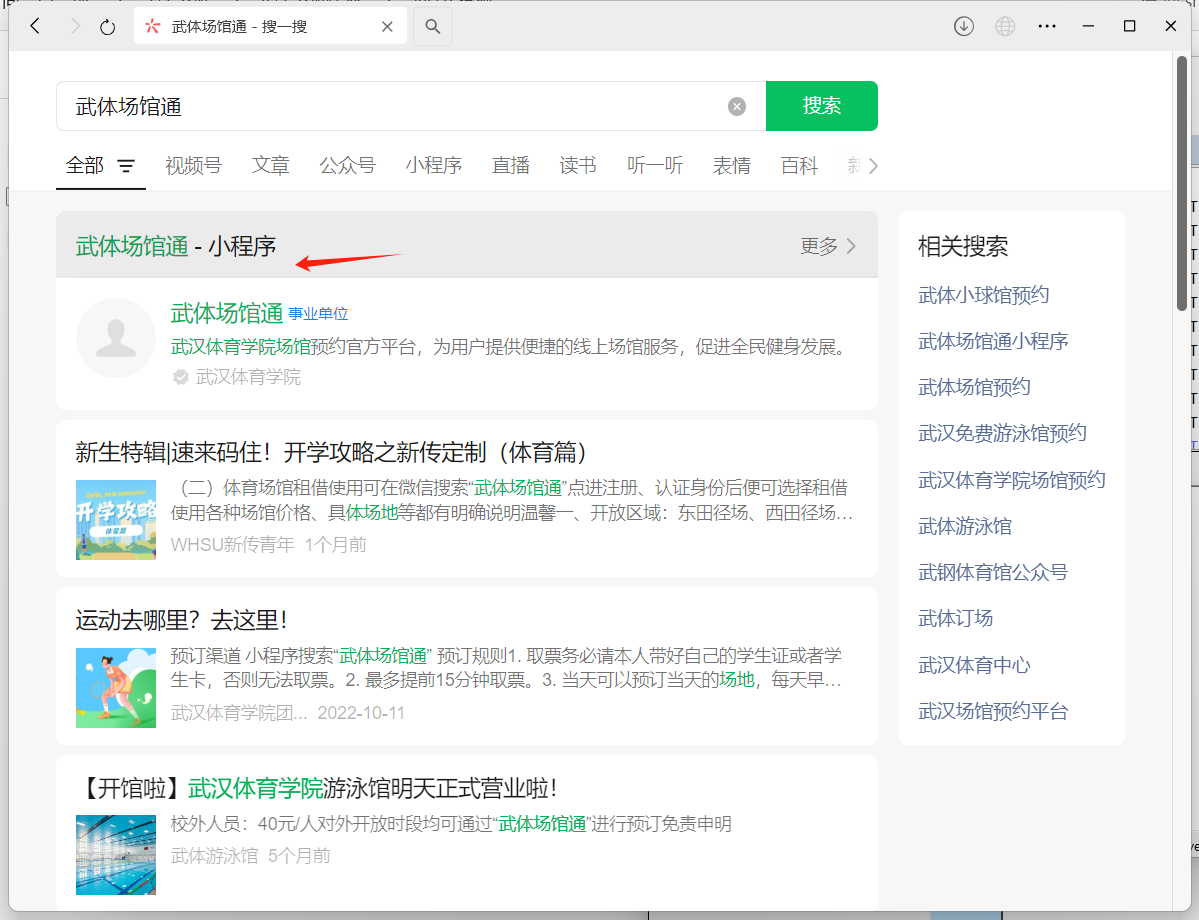 武体场馆通 - 搜一搜
武体场馆通
搜索
全部 视频号 文章 公众号 小程序 直播 读书 听一听 表情 百科
武体场馆通 - 小程序
更多
武体场馆通 事业单位
武汉体育学院场馆预约官方平台，为用户提供便捷的线上场馆服务，促进全民健身发展。
武汉体育学院
新生特辑|速来码住！开学攻略之新传定制（体育篇）
开学攻略
体育篇
（二）体育场馆租借使用可在微信搜索“武体场馆通”点进注册、认证身份后便可选择租借
使用各种场馆价格、具体场地等都有明确说明温馨一、开放区域：东田径场、西田径场…
WHSU新传青年 1个月前
运动去哪里？去这里！
预订渠道 小程序搜索“武体场馆通” 预订规则1. 取票务必请本人带好自己的学生证或者学
生卡，否则无法取票。2. 最多提前15分钟取票。3. 当天可以预订当天的场地，每天早…
武汉体育学院团... 2022-10-11
【开馆啦】武汉体育学院游泳馆明天正式营业啦！
校外人员：40元/人对外开放时段均可通过“武体场馆通”进行预订免责申明
武体游泳馆 5个月前
相关搜索
武体小球馆预约
武体场馆通小程序
武体场馆预约
武汉免费游泳馆预约
武汉体育学院场馆预约
武体游泳馆
武钢体育馆公众号
武体订场
武汉体育中心
武汉场馆预约平台